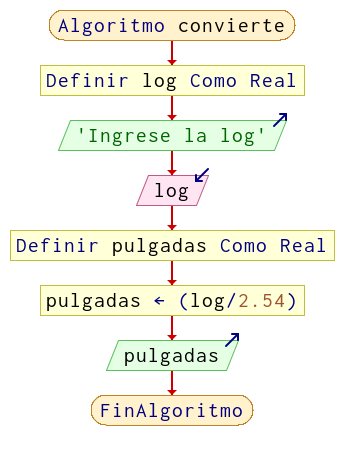 Algoritmo convierte
Definir log Como Real
'Ingrese la log'
log
Definir pulgadas Como Real
pulgadas ← (log/2.54)
pulgadas
FinAlgoritmo